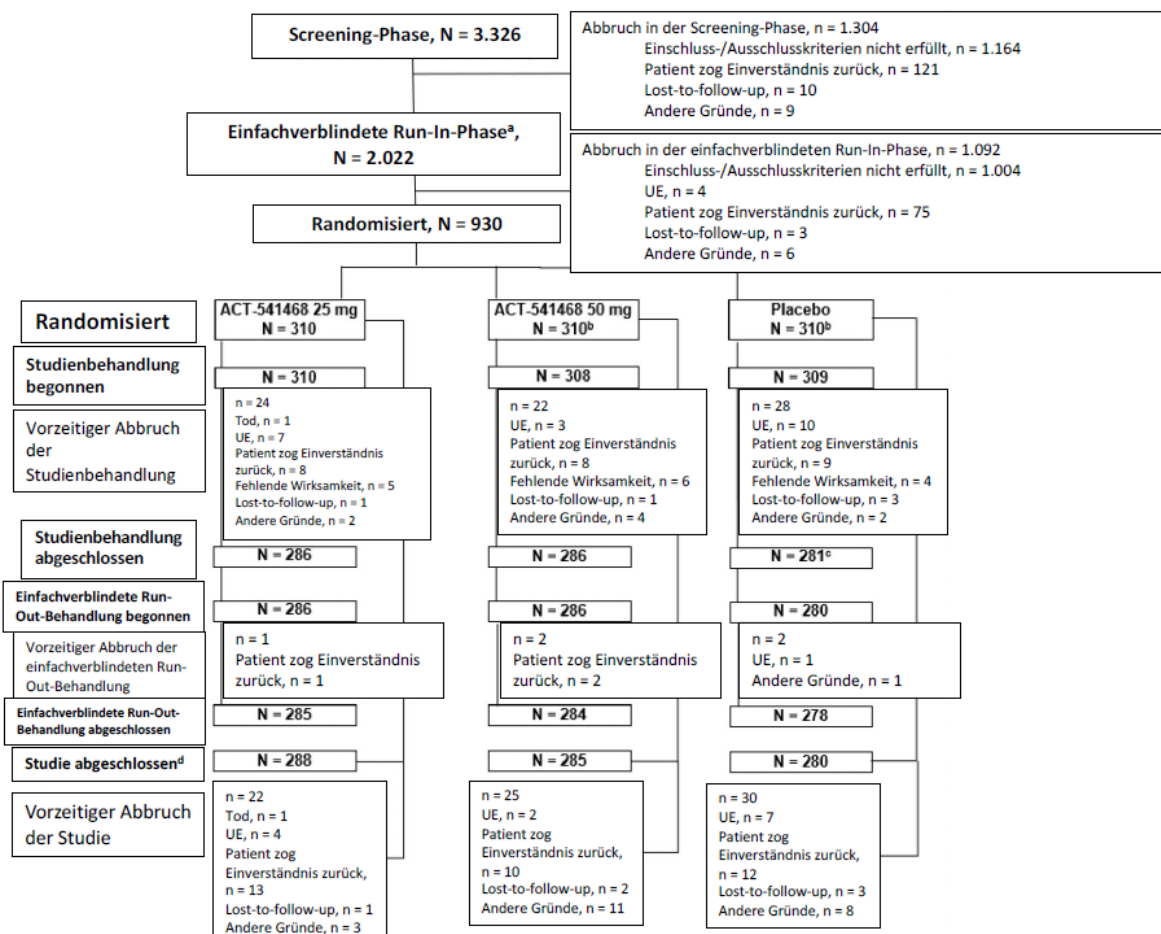 Screening-Phase, N = 3.326
Abbruch in der Screening-Phase, n = 1.304
Einschluss-/Ausschlusskriterien nicht erfüllt, n = 1.164
Patient zog Einverständnis zurück, n = 121
Lost-to-follow-up, n = 10
Andere Gründe, n = 9
Einfachverblindete Run-In-Phaseᵃ,
N = 2.022
Abbruch in der einfachverblindeten Run-In-Phase, n = 1.092
Einschluss-/Ausschlusskriterien nicht erfüllt, n = 1.004
UE, n = 4
Patient zog Einverständnis zurück, n = 75
Lost-to-follow-up, n = 3
Andere Gründe, n = 6
Randomisiert, N = 930
Randomisiert
ACT-541468 25 mg
N = 310
ACT-541468 50 mg
N = 310ᵇ
Placebo
N = 310ᵇ
Studienbehandlung
begonnen
N = 310
N = 308
N = 309
Vorzeitiger Abbruch
der
Studienbehandlung
n = 24
Tod, n = 1
UE, n = 7
Patient zog Einverständnis
zurück, n = 8
Fehlende Wirksamkeit, n = 5
Lost-to-follow-up, n = 1
Andere Gründe, n = 2
n = 22
UE, n = 3
Patient zog Einverständnis
zurück, n = 8
Fehlende Wirksamkeit, n = 6
Lost-to-follow-up, n = 1
Andere Gründe, n = 4
n = 28
UE, n = 10
Patient zog Einverständnis
zurück, n = 9
Fehlende Wirksamkeit, n = 4
Lost-to-follow-up, n = 3
Andere Gründe, n = 2
Studienbehandlung
abgeschlossen
N = 286
N = 286
N = 281ᶜ
Einfachverblindete Run-
Out-Behandlung begonnen
N = 286
N = 286
N = 280
Vorzeitiger Abbruch der
einfachverblindeten Run-
Out-Behandlung
n = 1
Patient zog Einverständnis
zurück, n = 1
n = 2
Patient zog Einverständnis
zurück, n = 2
n = 2
UE, n = 1
Andere Gründe, n = 1
Einfachverblindete Run-Out-
Behandlung abgeschlossen
N = 285
N = 284
N = 278
Studie abgeschlossenᵈ
N = 288
N = 285
N = 280
Vorzeitiger Abbruch
der Studie
n = 22
Tod, n = 1
UE, n = 4
Patient zog
Einverständnis zurück,
n = 13
Lost-to-follow-up, n = 1
Andere Gründe, n = 3
n = 25
UE, n = 2
Patient zog
Einverständnis zurück,
n = 10
Lost-to-follow-up, n = 2
Andere Gründe, n = 11
n = 30
UE, n = 7
Patient zog
Einverständnis zurück,
n = 12
Lost-to-follow-up, n = 3
Andere Gründe, n = 8